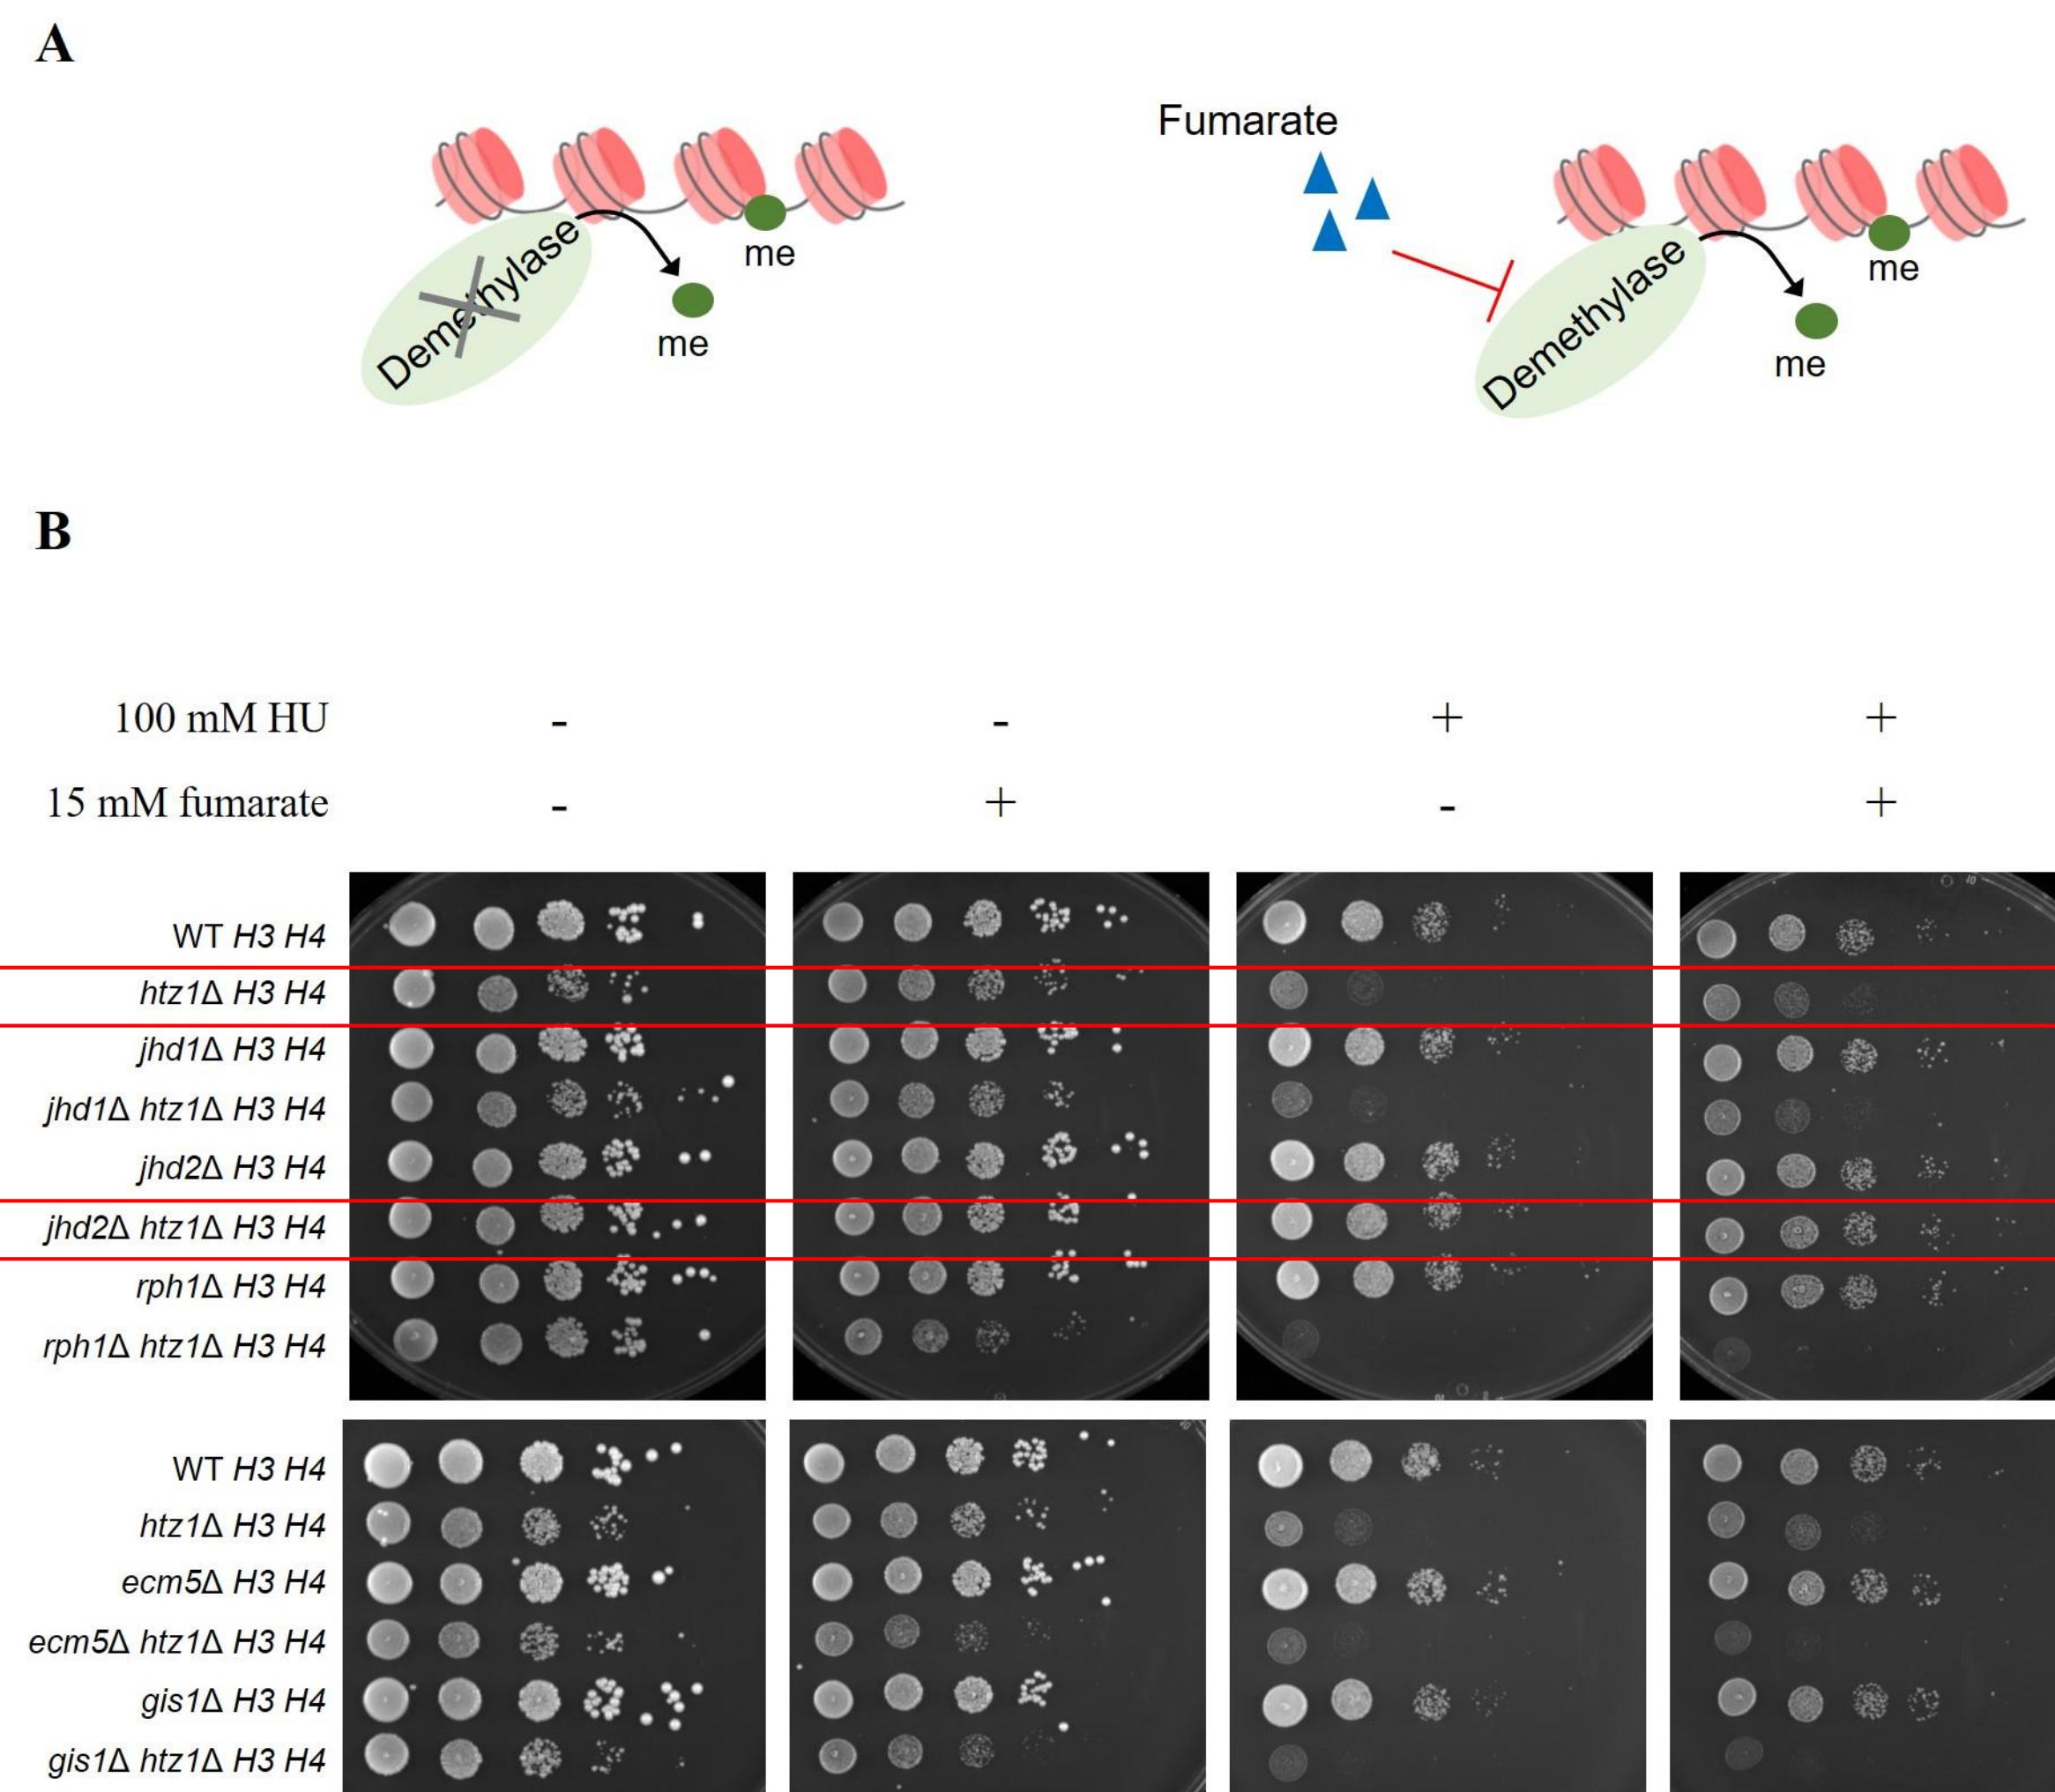 A
Fumarate
Demethylase
me
me
Demethylase
me
me
B
100 mM HU - - + +
15 mM fumarate - + - +
WT H3 H4
htz1Δ H3 H4
jhd1Δ H3 H4
jhd1Δ htz1Δ H3 H4
jhd2Δ H3 H4
jhd2Δ htz1Δ H3 H4
rph1Δ H3 H4
rph1Δ htz1Δ H3 H4
WT H3 H4
htz1Δ H3 H4
ecm5Δ H3 H4
ecm5Δ htz1Δ H3 H4
gis1Δ H3 H4
gis1Δ htz1Δ H3 H4